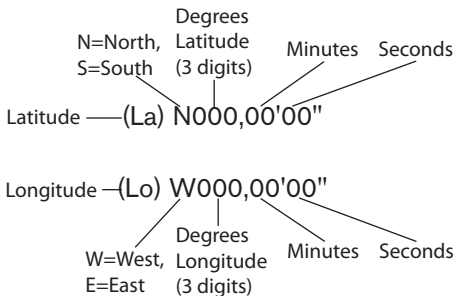 Degrees
N=North, Latitude Minutes Seconds
S=South (3 digits)
Latitude (La) N000,00'00"
Longitude (Lo) W000,00'00"
Degrees
W=West, Longitude Minutes Seconds
E=East (3 digits)